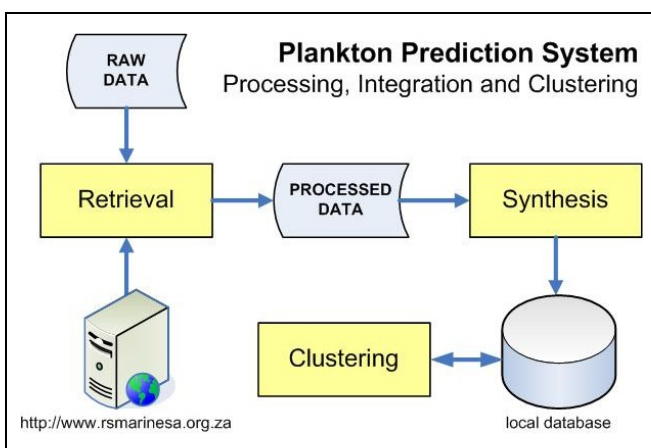 Plankton Prediction System
Processing, Integration and Clustering
RAW
DATA
Retrieval
PROCESSED
DATA
Synthesis
Clustering
http://www.rsmarinesa.org.za
local database